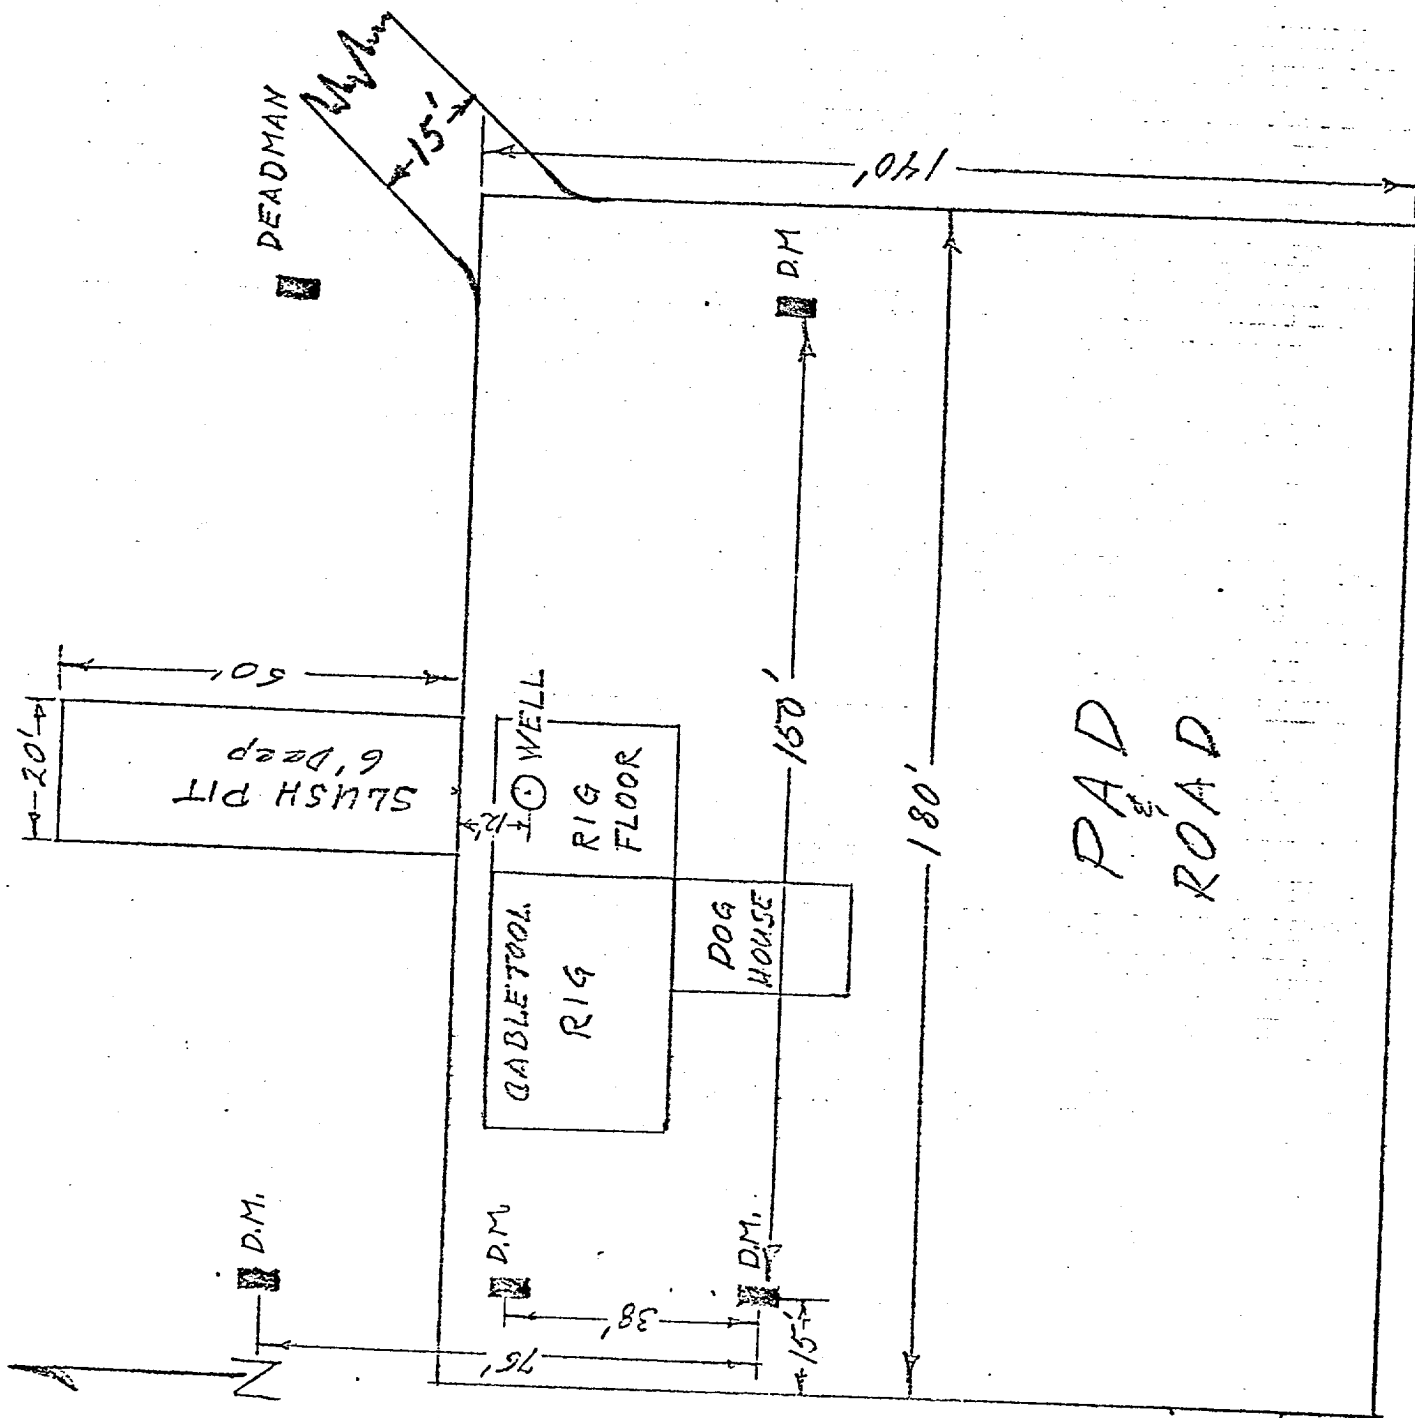 DEADMAN
15'
140'
D.M
20'
60'
SLUSH PIT
6' Deep
WELL
12'
RIG
FLOOR
CABLETOOL
RIG
DOG
HOUSE
150'
180'
PAD
&
ROAD
D.M.
D.M.
D.M.
38'
76'
15'
N